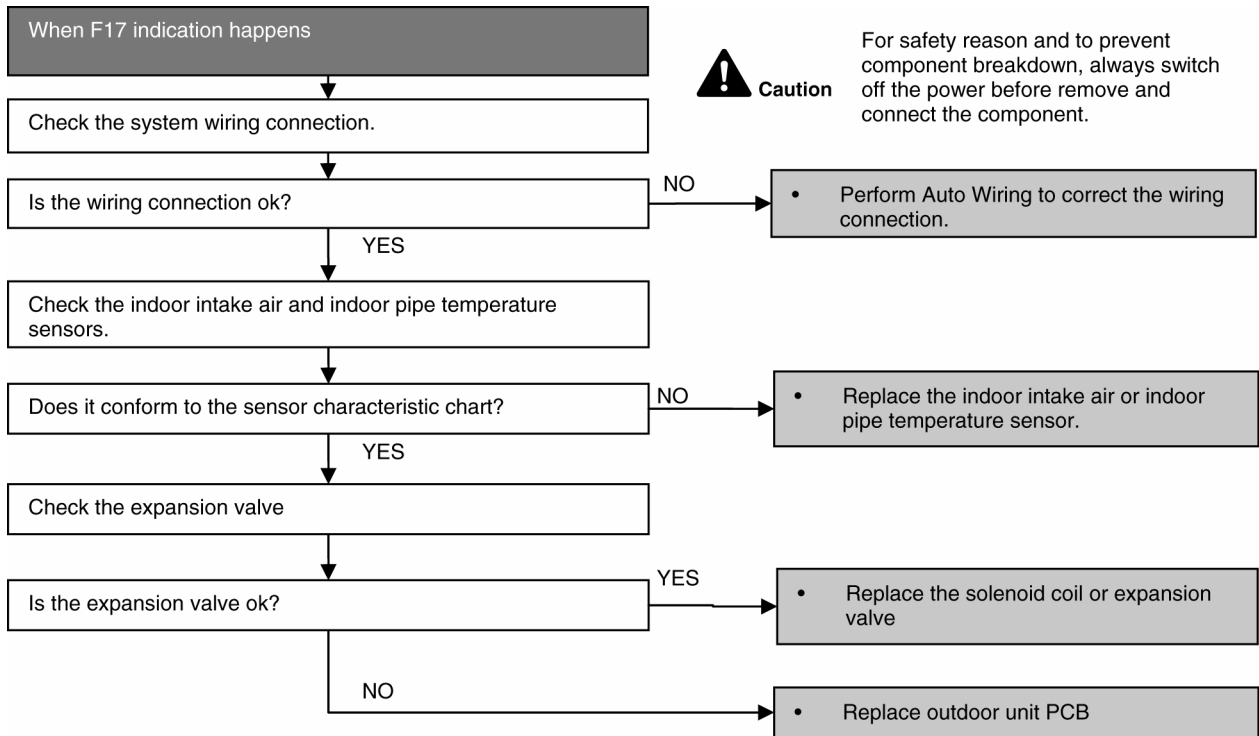 When F17 indication happens
Caution
For safety reason and to prevent
component breakdown, always switch
off the power before remove and
connect the component.
Check the system wiring connection.
Is the wiring connection ok?
NO
• Perform Auto Wiring to correct the wiring
connection.
YES
Check the indoor intake air and indoor pipe temperature
sensors.
Does it conform to the sensor characteristic chart?
NO
• Replace the indoor intake air or indoor
pipe temperature sensor.
YES
Check the expansion valve
Is the expansion valve ok?
YES
• Replace the solenoid coil or expansion
valve
NO
• Replace outdoor unit PCB